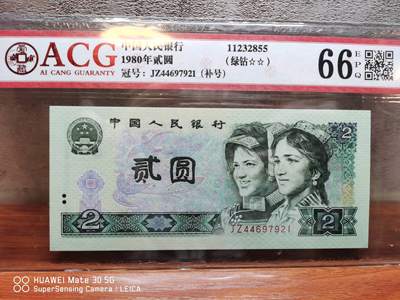 ACG
AI CANG GUARANTY
中国人民银行
1980年贰圆
冠号: JZ44697921 (补号)
11232855
(绿钻☆☆)
66 EPQ
中国人民银行
2
贰圆
2
JZ44697921
2
HUAWEI Mate 30 5G
SuperSensing Camera | LEICA